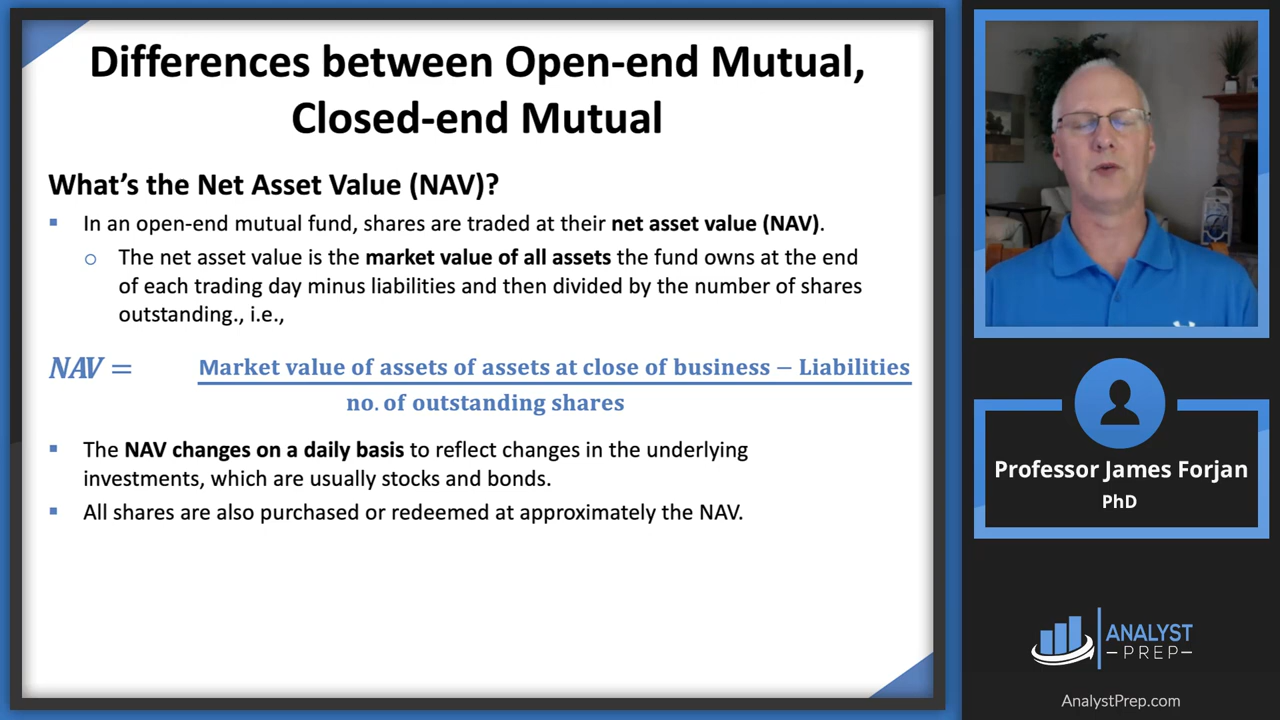 Differences between Open-end Mutual,
Closed-end Mutual
What's the Net Asset Value (NAV)?
▪ In an open-end mutual fund, shares are traded at their net asset value (NAV).
o The net asset value is the market value of all assets the fund owns at the end
of each trading day minus liabilities and then divided by the number of shares
outstanding., i.e.,
NAV = Market value of assets of assets at close of business − Liabilities
no. of outstanding shares
▪ The NAV changes on a daily basis to reflect changes in the underlying
investments, which are usually stocks and bonds.
▪ All shares are also purchased or redeemed at approximately the NAV.
Professor James Forjan
PhD
ANALYST
–PREP–
AnalystPrep.com